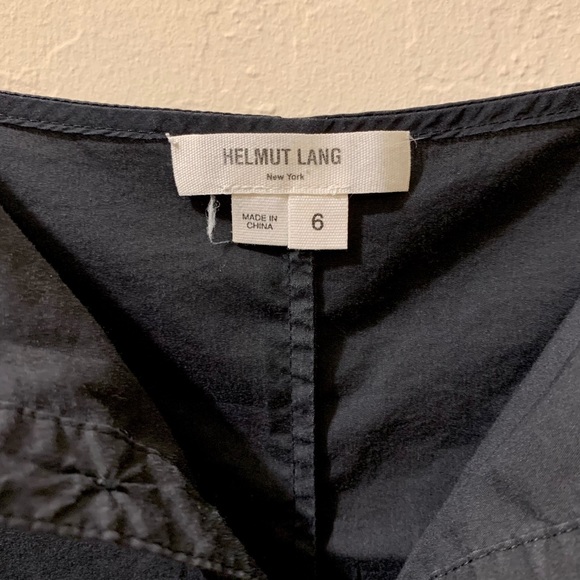 HELMUT LANG
New York
MADE IN
CHINA
6